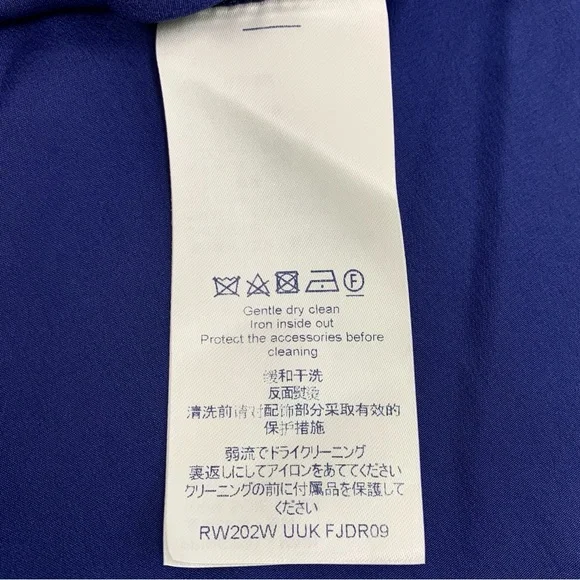 F
Gentle dry clean
Iron inside out
Protect the accessories before
cleaning
缓和干洗
反面熨烫
清洗前请对配饰部分采取有效的
保护措施
弱流でドライクリーニング
裏返しにしてアイロンをあててください
クリーニングの前に付属品を保護して
ください
RW202W UUK FJDR09